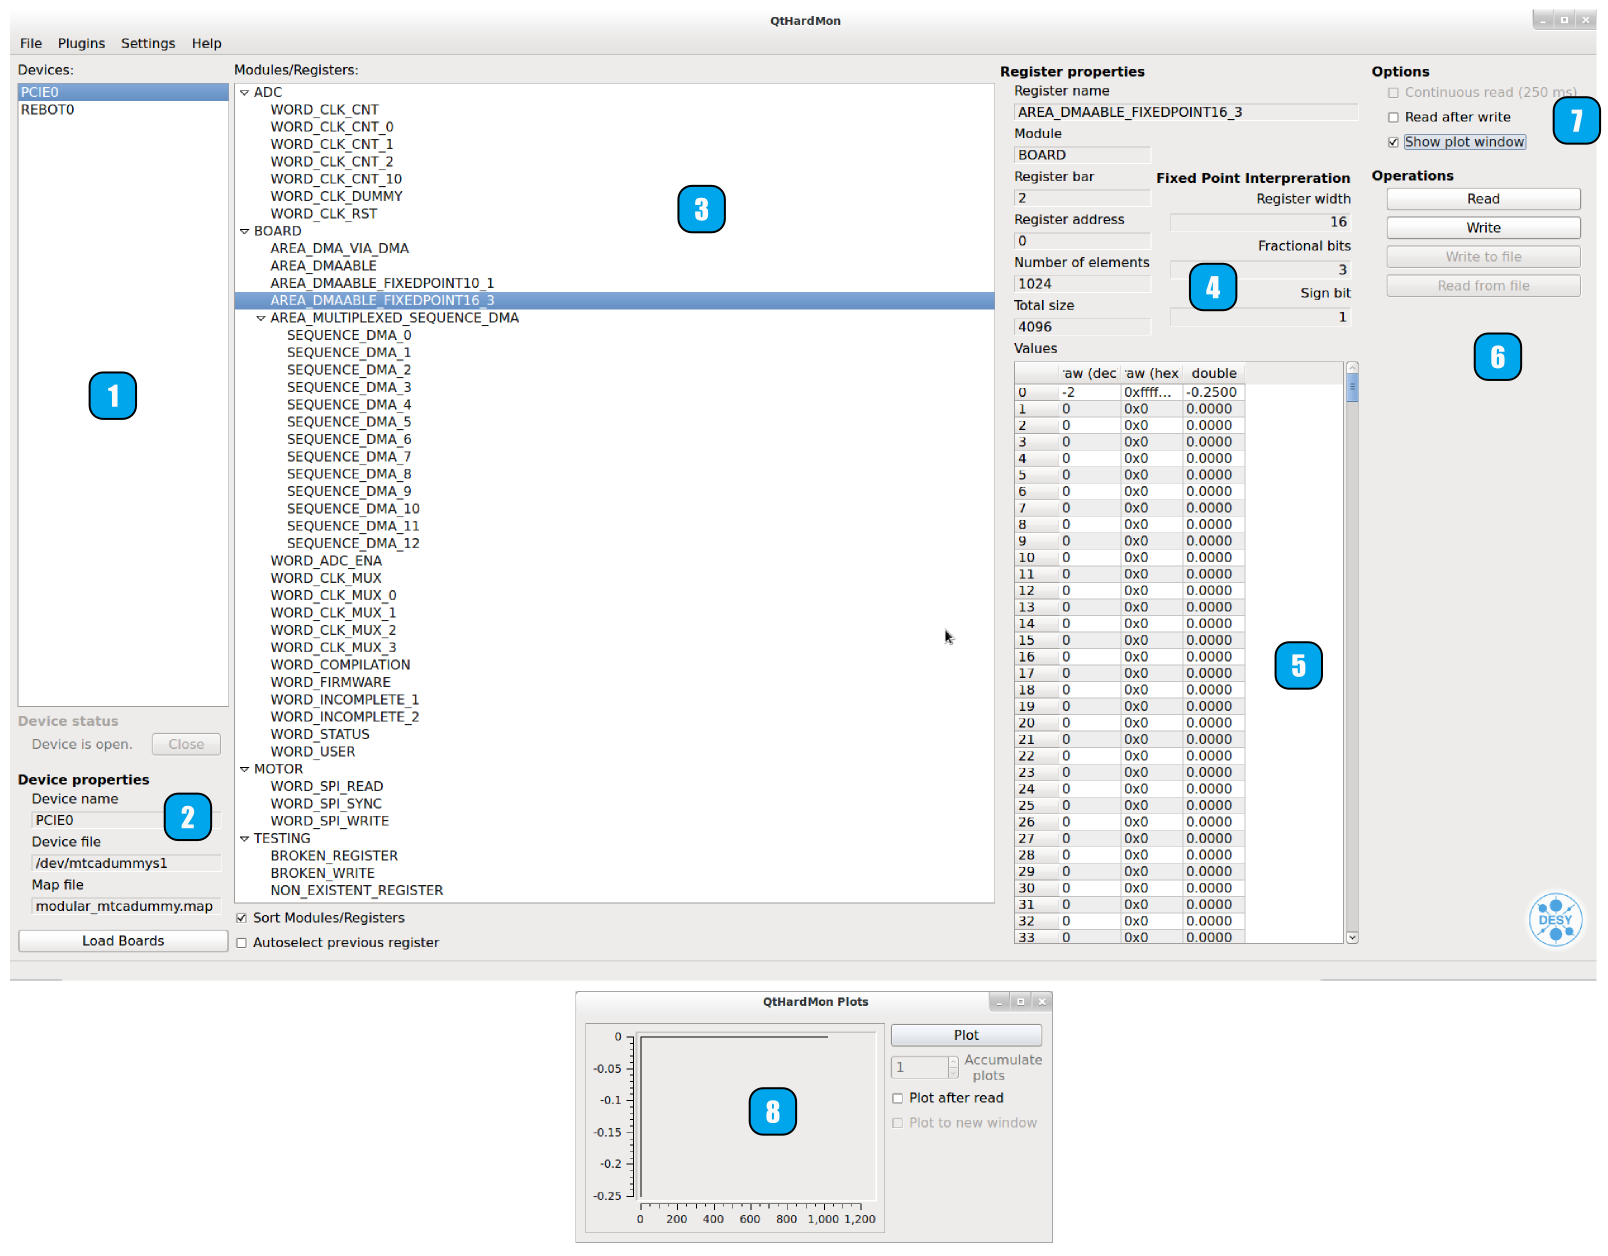 QtHardMon
File Plugins Settings Help
Devices:
PCIE0
REBOT0
1
Device status
Device is open. Close
Device properties
Device name
PCIE0
2
Device file
/dev/mtcadummys1
Map file
modular_mtcadummy.map
Load Boards
Modules/Registers:
ADC
WORD_CLK_CNT
WORD_CLK_CNT_0
WORD_CLK_CNT_1
WORD_CLK_CNT_2
WORD_CLK_CNT_10
WORD_CLK_DUMMY
WORD_CLK_RST
3
BOARD
AREA_DMA_VIA_DMA
AREA_DMAABLE
AREA_DMAABLE_FIXEDPOINT10_1
AREA_DMAABLE_FIXEDPOINT16_3
AREA_MULTIPLEXED_SEQUENCE_DMA
SEQUENCE_DMA_0
SEQUENCE_DMA_1
SEQUENCE_DMA_2
SEQUENCE_DMA_3
SEQUENCE_DMA_4
SEQUENCE_DMA_5
SEQUENCE_DMA_6
SEQUENCE_DMA_7
SEQUENCE_DMA_8
SEQUENCE_DMA_9
SEQUENCE_DMA_10
SEQUENCE_DMA_11
SEQUENCE_DMA_12
WORD_ADC_ENA
WORD_CLK_MUX
WORD_CLK_MUX_0
WORD_CLK_MUX_1
WORD_CLK_MUX_2
WORD_CLK_MUX_3
WORD_COMPILATION
WORD_FIRMWARE
WORD_INCOMPLETE_1
WORD_INCOMPLETE_2
WORD_STATUS
WORD_USER
MOTOR
WORD_SPI_READ
WORD_SPI_SYNC
WORD_SPI_WRITE
TESTING
BROKEN_REGISTER
BROKEN_WRITE
NON_EXISTENT_REGISTER
Sort Modules/Registers
Autoselect previous register
Register properties
Register name
AREA_DMAABLE_FIXEDPOINT16_3
Module
BOARD
Register bar
2
Register address
0
Number of elements
1024
Total size
4096
Fixed Point Interpreration
Register width
16
Fractional bits
3
Sign bit
1
4
Values
raw (dec raw (hex double
0 -2 0xffff... -0.2500
1 0 0x0 0.0000
2 0 0x0 0.0000
3 0 0x0 0.0000
4 0 0x0 0.0000
5 0 0x0 0.0000
6 0 0x0 0.0000
7 0 0x0 0.0000
8 0 0x0 0.0000
9 0 0x0 0.0000
10 0 0x0 0.0000
11 0 0x0 0.0000
12 0 0x0 0.0000
13 0 0x0 0.0000
14 0 0x0 0.0000
15 0 0x0 0.0000
16 0 0x0 0.0000
17 0 0x0 0.0000
18 0 0x0 0.0000
19 0 0x0 0.0000
20 0 0x0 0.0000
21 0 0x0 0.0000
22 0 0x0 0.0000
23 0 0x0 0.0000
24 0 0x0 0.0000
25 0 0x0 0.0000
26 0 0x0 0.0000
27 0 0x0 0.0000
28 0 0x0 0.0000
29 0 0x0 0.0000
30 0 0x0 0.0000
31 0 0x0 0.0000
32 0 0x0 0.0000
33 0 0x0 0.0000
5
Options
Continuous read (250 ms)
Read after write
Show plot window
7
Operations
Read
Write
Write to file
Read from file
6
DESY
QtHardMon Plots
0
-0.05
-0.1
-0.15
-0.2
-0.25
0 200 400 600 800 1,000 1,200
8
Plot
1 Accumulate
plots
Plot after read
Plot to new window